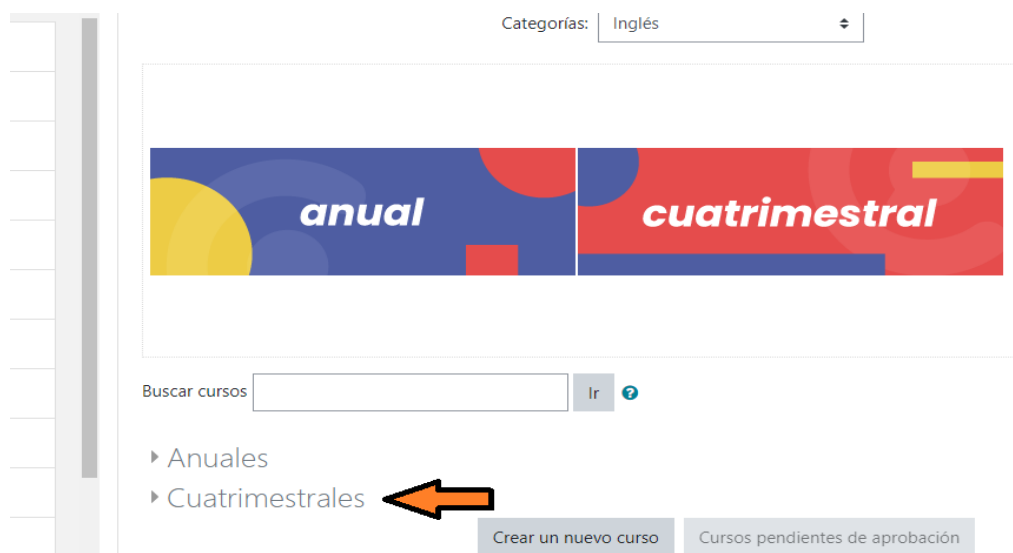 Categorías: Inglés
anual cuatrimestral
Buscar cursos Ir ?
Anuales
Cuatrimestrales
Crear un nuevo curso Cursos pendientes de aprobación